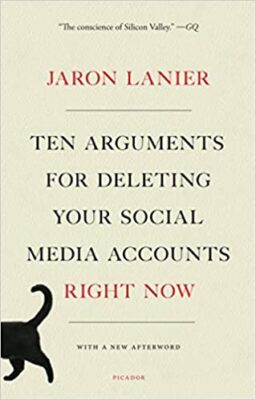 "The conscience of Silicon Valley." —GQ
JARON LANIER
TEN ARGUMENTS
FOR DELETING
YOUR SOCIAL
MEDIA ACCOUNTS
RIGHT NOW
WITH A NEW AFTERWORD
PICADOR